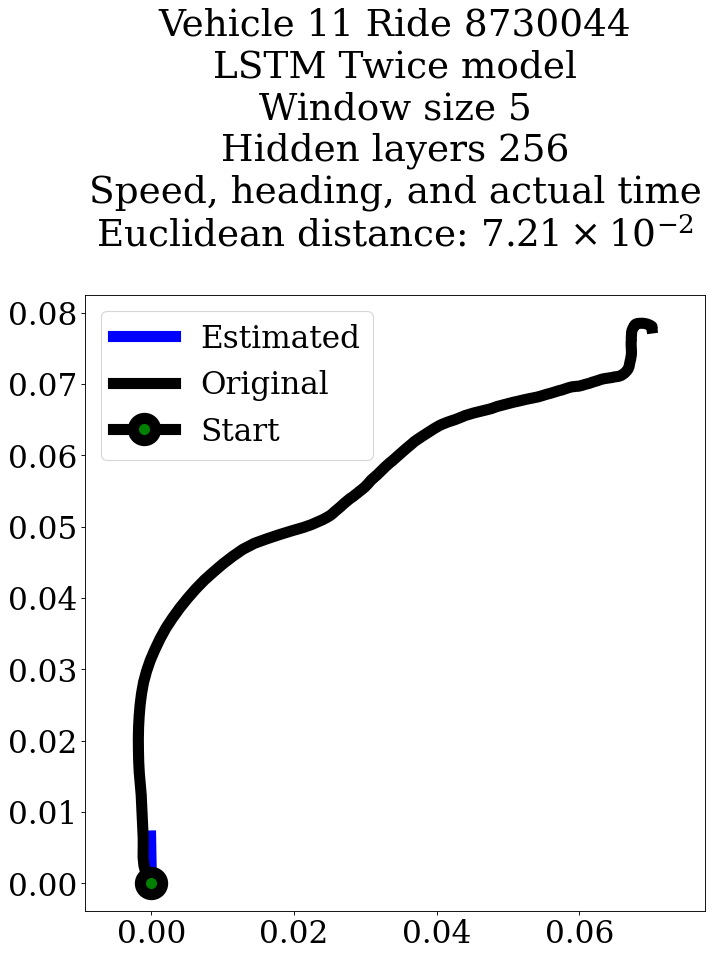 Vehicle 11 Ride 8730044
LSTM Twice model
Window size 5
Hidden layers 256
Speed, heading, and actual time
Euclidean distance: 7.21 × 10⁻²
Estimated
Original
Start
0.08
0.07
0.06
0.05
0.04
0.03
0.02
0.01
0.00
0.00 0.02 0.04 0.06